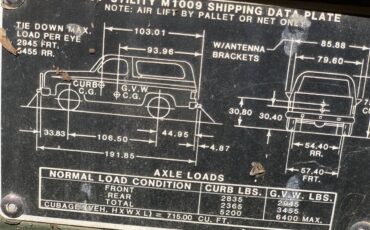 UTILITY M1009 SHIPPING DATA PLATE
NOTE: AIR LIFT BY PALLET OR NET ONLY
TIE DOWN MAX.
LOAD PER EYE
2945 FRT.
3455 RR.
103.01
93.96
W/ANTENNA
BRACKETS
85.88
79.60
CURB
C.G.
G.V.W.
C.G.
30.80
30.40
33.83
106.50
44.95
4.87
191.85
54.40
RR.
57.40
FRT.
AXLE LOADS
NORMAL LOAD CONDITION CURB LBS. G.V.W. LBS.
FRONT 2835 2945
REAR 2365 3455
TOTAL 5200 6400 MAX.
CUBAGE (VEH, HXWXL) = 715.00 CU. FT.